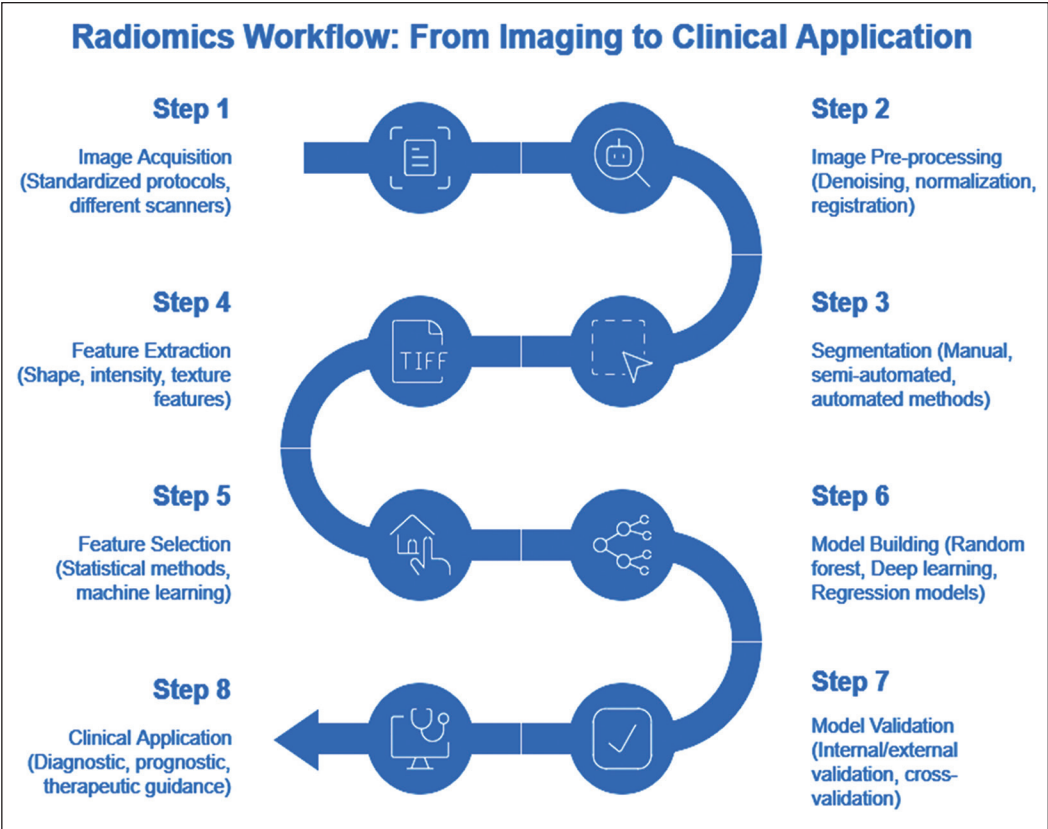 Radiomics Workflow: From Imaging to Clinical Application
Step 1
Image Acquisition
(Standardized protocols,
different scanners)
Step 2
Image Pre-processing
(Denoising, normalization,
registration)
Step 3
Segmentation (Manual,
semi-automated,
automated methods)
Step 4
Feature Extraction
(Shape, intensity, texture
features)
TIFF
Step 5
Feature Selection
(Statistical methods,
machine learning)
Step 6
Model Building (Random
forest, Deep learning,
Regression models)
Step 7
Model Validation
(Internal/external
validation, cross-
validation)
Step 8
Clinical Application
(Diagnostic, prognostic,
therapeutic guidance)